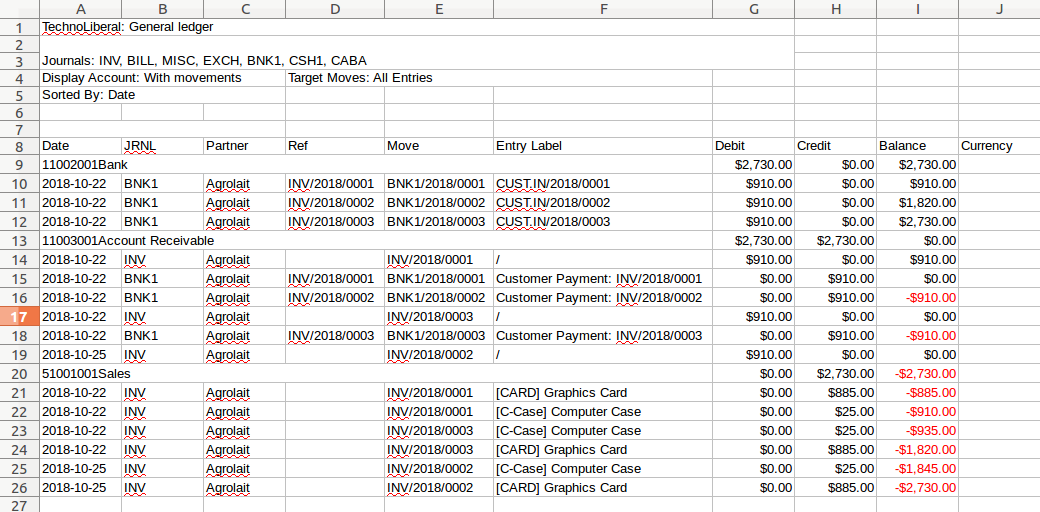 A B C D E F G H I J
1 TechnoLiberal: General ledger
2
3 Journals: INV, BILL, MISC, EXCH, BNK1, CSH1, CABA
4 Display Account: With movements Target Moves: All Entries
5 Sorted By: Date
6
7
8 Date JRNL Partner Ref Move Entry Label Debit Credit Balance Currency
9 11002001Bank $2,730.00 $0.00 $2,730.00
10 2018-10-22 BNK1 Agrolait INV/2018/0001 BNK1/2018/0001 CUST.IN/2018/0001 $910.00 $0.00 $910.00
11 2018-10-22 BNK1 Agrolait INV/2018/0002 BNK1/2018/0002 CUST.IN/2018/0002 $910.00 $0.00 $1,820.00
12 2018-10-22 BNK1 Agrolait INV/2018/0003 BNK1/2018/0003 CUST.IN/2018/0003 $910.00 $0.00 $2,730.00
13 11003001Account Receivable $2,730.00 $2,730.00 $0.00
14 2018-10-22 INV Agrolait INV/2018/0001 / $910.00 $0.00 $910.00
15 2018-10-22 BNK1 Agrolait INV/2018/0001 BNK1/2018/0001 Customer Payment: INV/2018/0001 $0.00 $910.00 $0.00
16 2018-10-22 BNK1 Agrolait INV/2018/0002 BNK1/2018/0002 Customer Payment: INV/2018/0002 $0.00 $910.00 -$910.00
17 2018-10-22 INV Agrolait INV/2018/0003 / $910.00 $0.00 $0.00
18 2018-10-22 BNK1 Agrolait INV/2018/0003 BNK1/2018/0003 Customer Payment: INV/2018/0003 $0.00 $910.00 -$910.00
19 2018-10-25 INV Agrolait INV/2018/0002 / $910.00 $0.00 $0.00
20 51001001Sales $0.00 $2,730.00 -$2,730.00
21 2018-10-22 INV Agrolait INV/2018/0001 [CARD] Graphics Card $0.00 $885.00 -$885.00
22 2018-10-22 INV Agrolait INV/2018/0001 [C-Case] Computer Case $0.00 $25.00 -$910.00
23 2018-10-22 INV Agrolait INV/2018/0003 [C-Case] Computer Case $0.00 $25.00 -$935.00
24 2018-10-22 INV Agrolait INV/2018/0003 [CARD] Graphics Card $0.00 $885.00 -$1,820.00
25 2018-10-25 INV Agrolait INV/2018/0002 [C-Case] Computer Case $0.00 $25.00 -$1,845.00
26 2018-10-25 INV Agrolait INV/2018/0002 [CARD] Graphics Card $0.00 $885.00 -$2,730.00
27